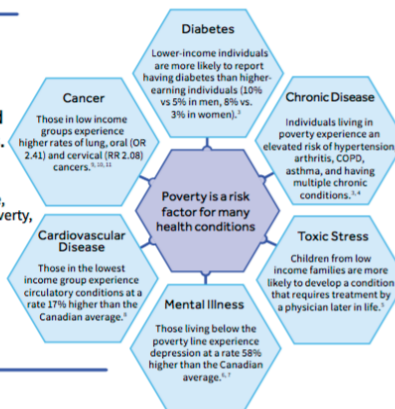 Diabetes
Lower-income individuals
are more likely to report
having diabetes than higher-
earning individuals (10%
vs 5% in men, 8% vs.
3% in women).
Cancer
Those in low income
groups experience
higher rates of lung, oral (OR
2.41) and cervical (RR 2.08)
cancers.
Chronic Disease
Individuals living in
poverty experience an
elevated risk of hypertension,
arthritis, COPD,
asthma, and having
multiple chronic
conditions.
Poverty is a risk
factor for many
health conditions
verty,
Cardiovascular
Disease
Those in the lowest
income group experience
circulatory conditions at a
rate 17% higher than the
Canadian average.
Toxic Stress
Children from low
income families are more
likely to develop a condition
that requires treatment by
a physician later in life.
Mental Illness
Those living below the
poverty line experience
depression at a rate 58%
higher than the Canadian
average.